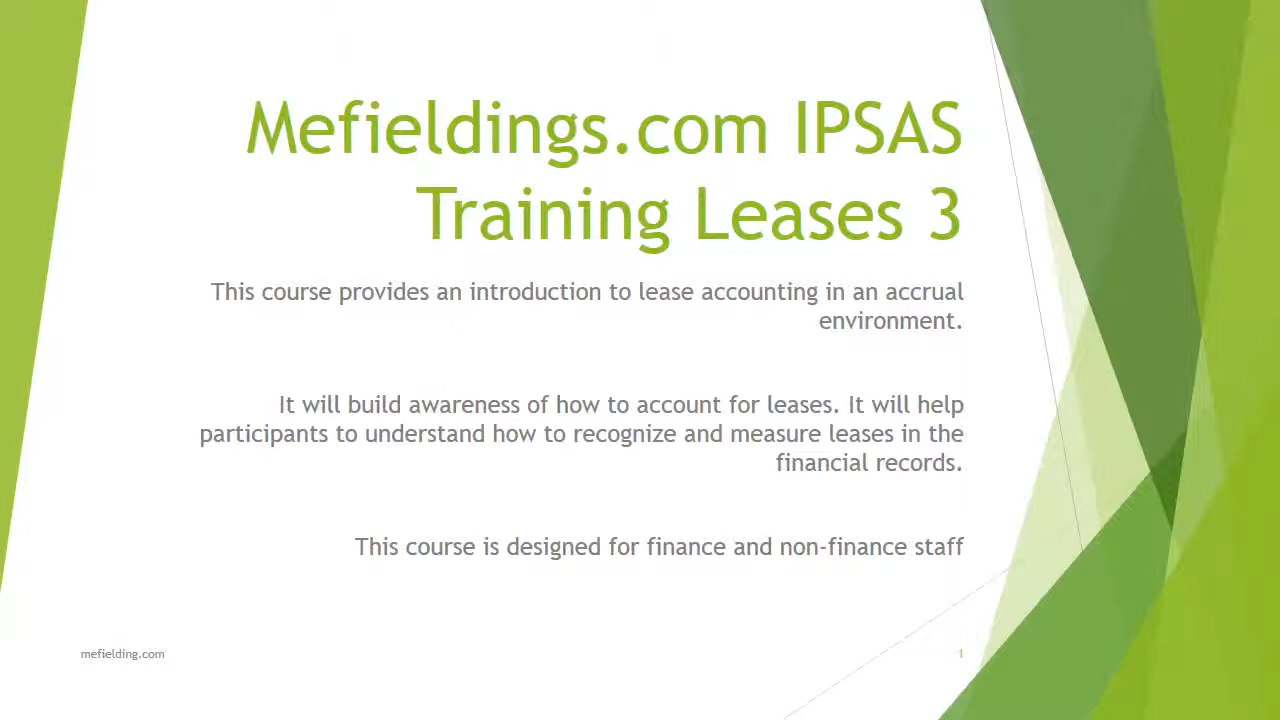 Mefieldings.com IPSAS
Training Leases 3
This course provides an introduction to lease accounting in an accrual
environment.
It will build awareness of how to account for leases. It will help
participants to understand how to recognize and measure leases in the
financial records.
This course is designed for finance and non-finance staff
mefielding.com
1